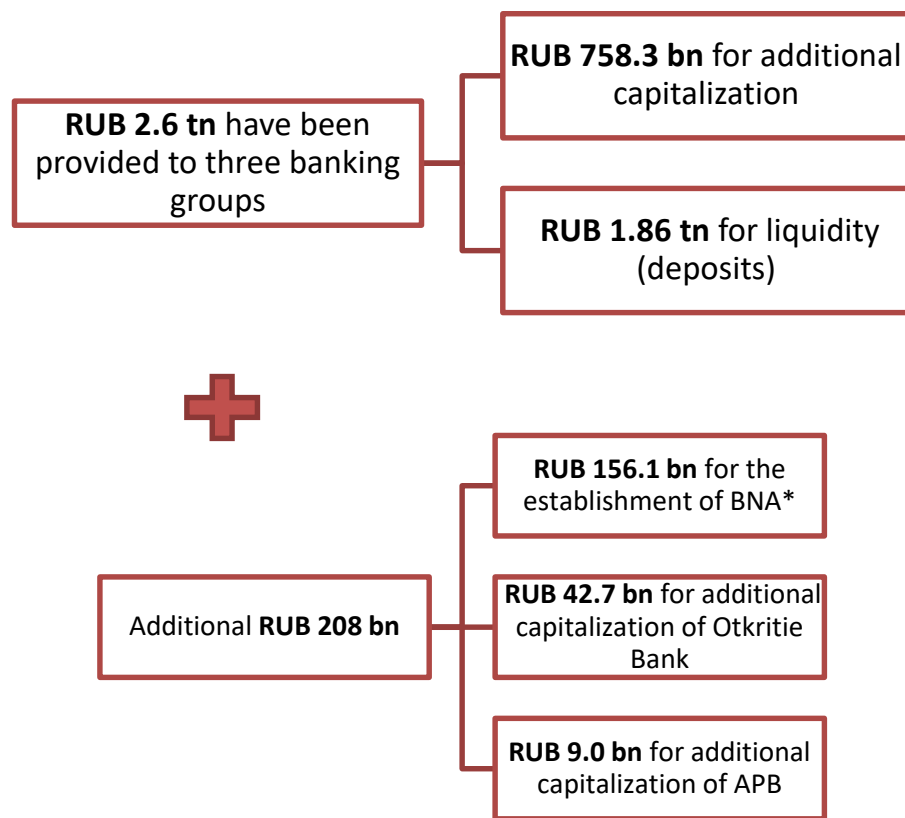 RUB 2.6 tn have been
provided to three banking
groups
RUB 758.3 bn for additional
capitalization
RUB 1.86 tn for liquidity
(deposits)
Additional RUB 208 bn
RUB 156.1 bn for the
establishment of BNA*
RUB 42.7 bn for additional
capitalization of Otkritie
Bank
RUB 9.0 bn for additional
capitalization of APB